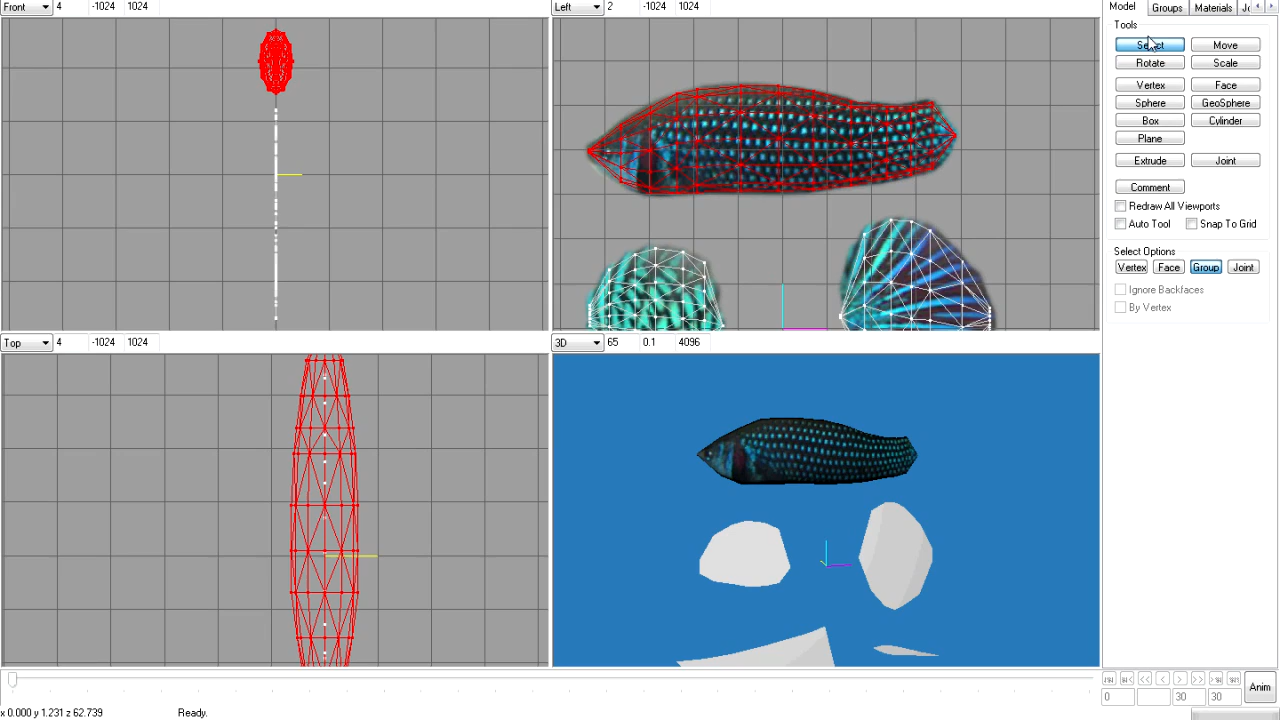 Front 4 -1024 1024
Left 2 -1024 1024
Model Groups Materials
Tools
Move
Rotate Scale
Vertex Face
Sphere GeoSphere
Box Cylinder
Plane
Extrude Joint
Comment
Redraw All Viewports
Auto Tool Snap To Grid
Select Options
Vertex Face Group Joint
Ignore Backfaces
By Vertex
Top 4 -1024 1024
3D 65 0.1 4096
0 30 30 Anim
x 0.000 y 1.231 z 62.739 Ready.